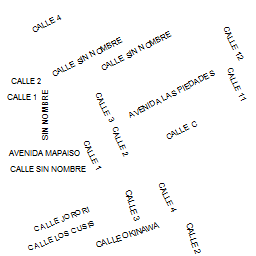 CALLE 4
CALLE SIN NOMBRE
CALLE SIN NOMBRE
CALLE 12
CALLE 2
CALLE 11
CALLE 1
SIN NOMBRE
CALLE 3
AVENIDA LAS PIEDADES
CALLE C
CALLE 2
AVENIDA MAPAISO
CALLE 1
CALLE SIN NOMBRE
CALLE JORORI
CALLE 3
CALLE 4
CALLE LOS CUSIS
CALLE OKINAWA
CALLE 2